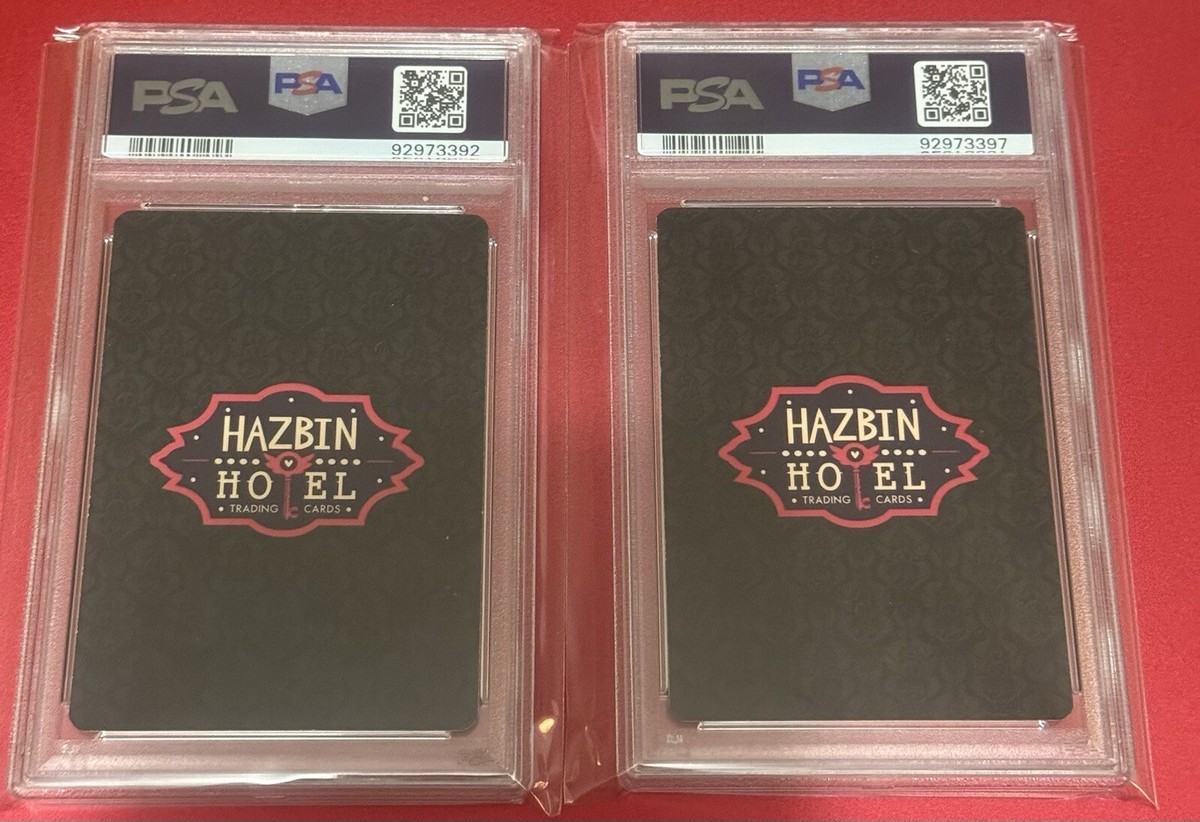 PSA PSA
92973392
HAZBIN
HOTEL
TRADING CARDS
PSA PSA
92973397
HAZBIN
HOTEL
TRADING CARDS